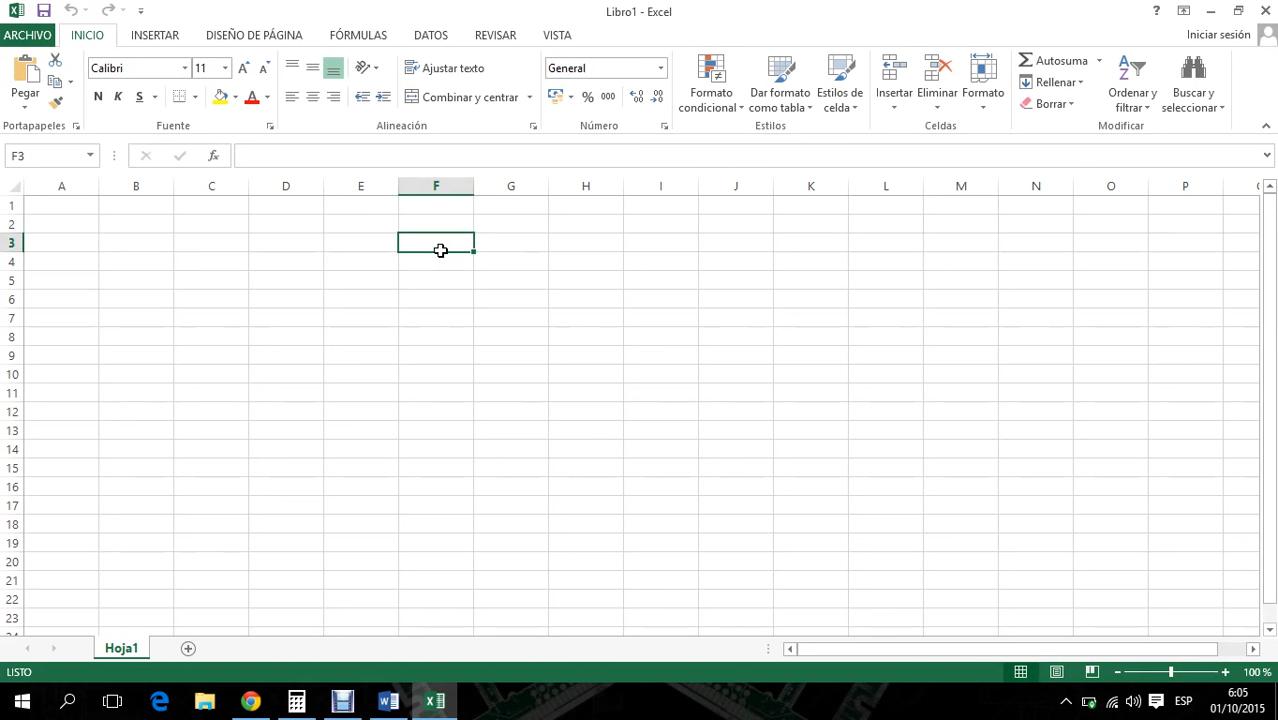 Libro1 - Excel
ARCHIVO INICIO INSERTAR DISEÑO DE PÁGINA FÓRMULAS DATOS REVISAR VISTA Iniciar sesión
Pegar
Portapapeles
Calibri 11
N K S
Fuente
Ajustar texto
Combinar y centrar
Alineación
General
% 000
Número
Formato condicional
Dar formato como tabla
Estilos de celda
Estilos
Insertar Eliminar Formato
Celdas
Autosuma
Rellenar
Borrar
Ordenar y filtrar
Buscar y seleccionar
Modificar
F3 fx
A B C D E F G H I J K L M N O P
1
2
3
4
5
6
7
8
9
10
11
12
13
14
15
16
17
18
19
20
21
22
23
Hoja1
LISTO 100 %
ESP
6:05
01/10/2015